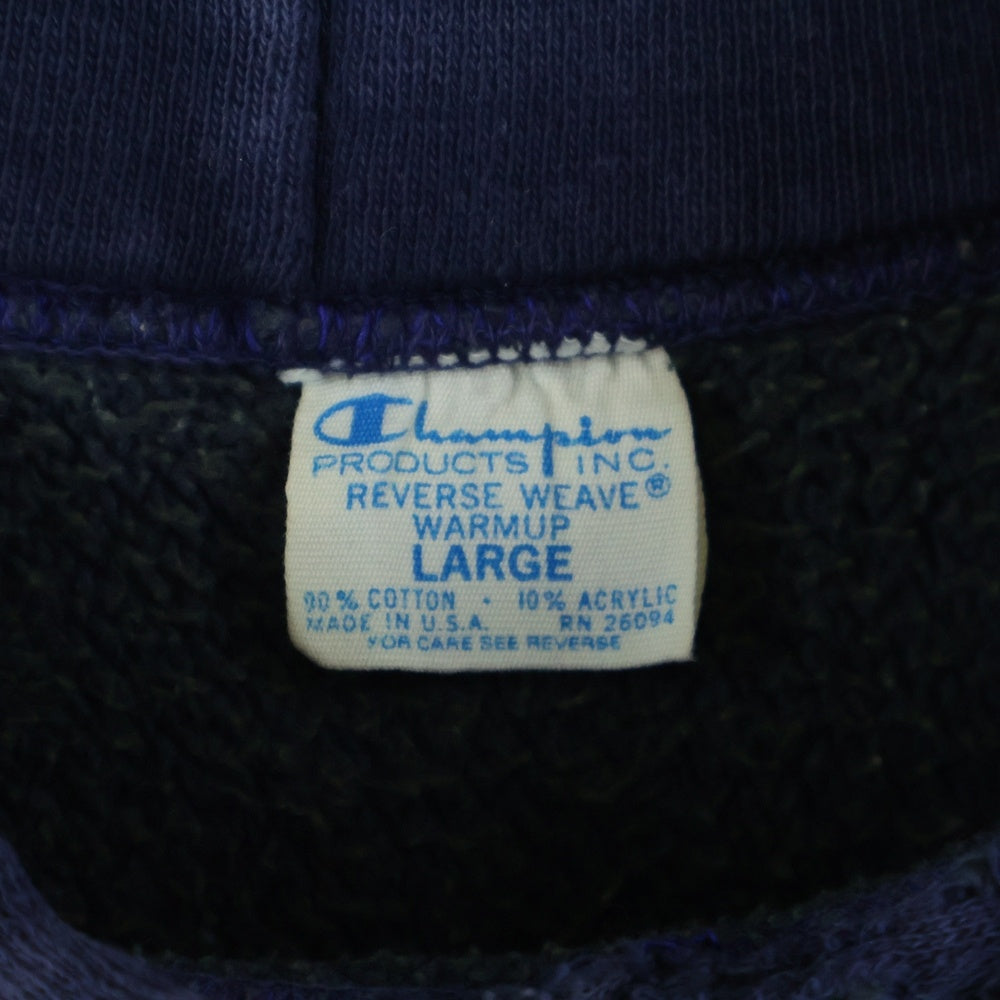 Champion
PRODUCTS INC.
REVERSE WEAVE®
WARMUP
LARGE
90% COTTON · 10% ACRYLIC
MADE IN U.S.A. RN 26094
FOR CARE SEE REVERSE